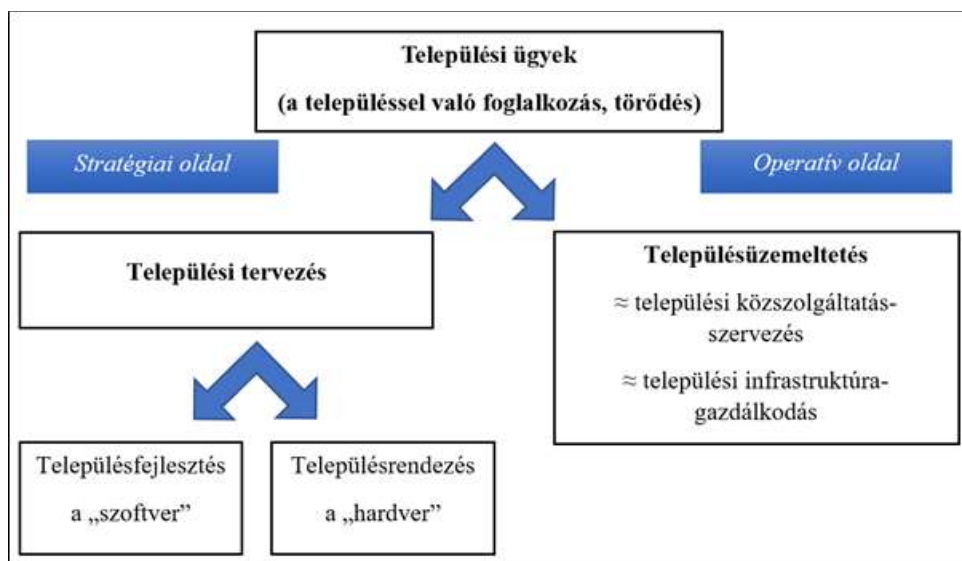 Települési ügyek
(a településsel való foglalkozás, törődés)
Stratégiai oldal
Operatív oldal
Települési tervezés
Településüzemeltetés
≈ települési közszolgáltatás-
szervezés
≈ települési infrastruktúra-
gazdálkodás
Településfejlesztés
a „szoftver”
Településrendezés
a „hardver”